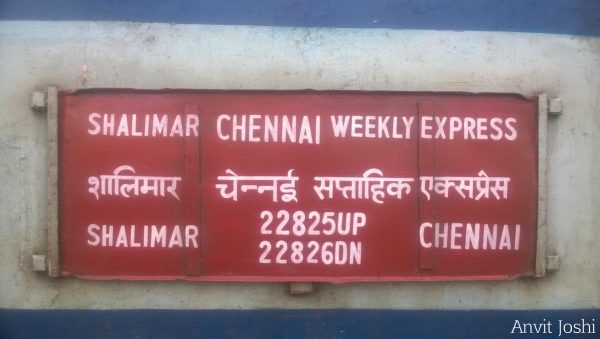 SHALIMAR CHENNAI WEEKLY EXPRESS
शालिमार चेन्नई सप्ताहिक एक्सप्रेस
22825UP
SHALIMAR CHENNAI
22826DN
Anvit Joshi